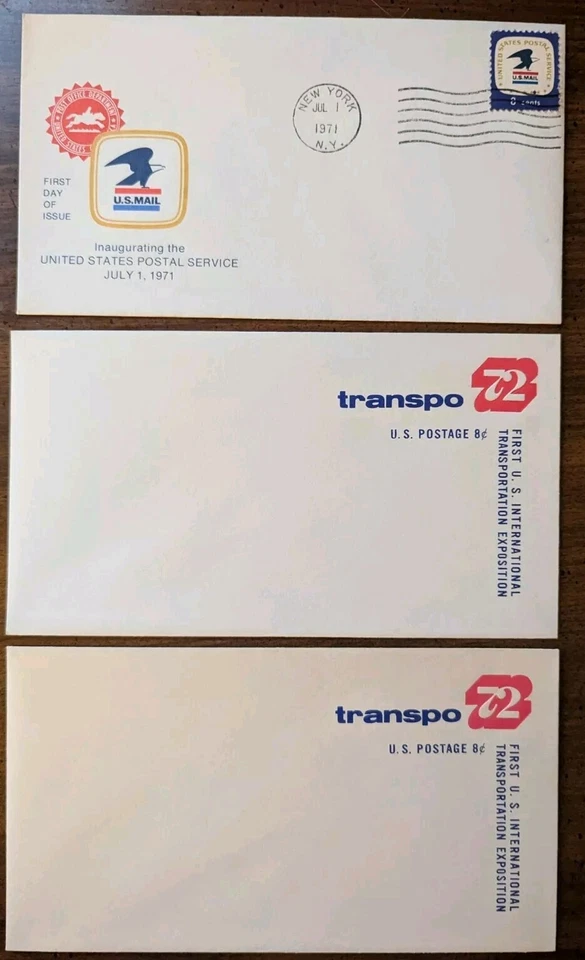 POST OFFICE DEPARTMENT
UNITED STATES
U.S.MAIL
FIRST
DAY
OF
ISSUE
Inaugurating the
UNITED STATES POSTAL SERVICE
JULY 1, 1971
NEW YORK
JUL 1
1971
N.Y.
UNITED STATES POSTAL SERVICE
U.S.MAIL
8 cents
transpo 72
U.S. POSTAGE 8¢
FIRST U.S. INTERNATIONAL
TRANSPORTATION EXPOSITION
transpo 72
U.S. POSTAGE 8¢
FIRST U.S. INTERNATIONAL
TRANSPORTATION EXPOSITION